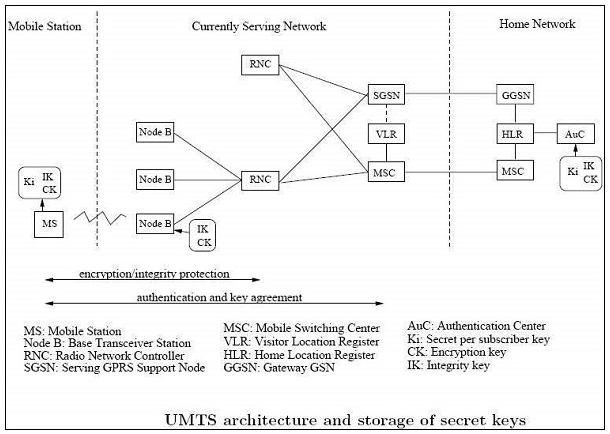 Mobile Station
Currently Serving Network
Home Network
RNC
SGSN
GGSN
Node B
VLR
HLR
AuC
Node B
RNC
MSC
MSC
Ki IK CK
Ki IK CK
MS
Node B
IK
CK
encryption/integrity protection
authentication and key agreement
MS: Mobile Station
Node B: Base Transceiver Station
RNC: Radio Network Controller
SGSN: Serving GPRS Support Node
MSC: Mobile Switching Center
VLR: Visitor Location Register
HLR: Home Location Register
GGSN: Gateway GSN
AuC: Authentication Center
Ki: Secret per subscriber key
CK: Encryption key
IK: Integrity key
UMTS architecture and storage of secret keys